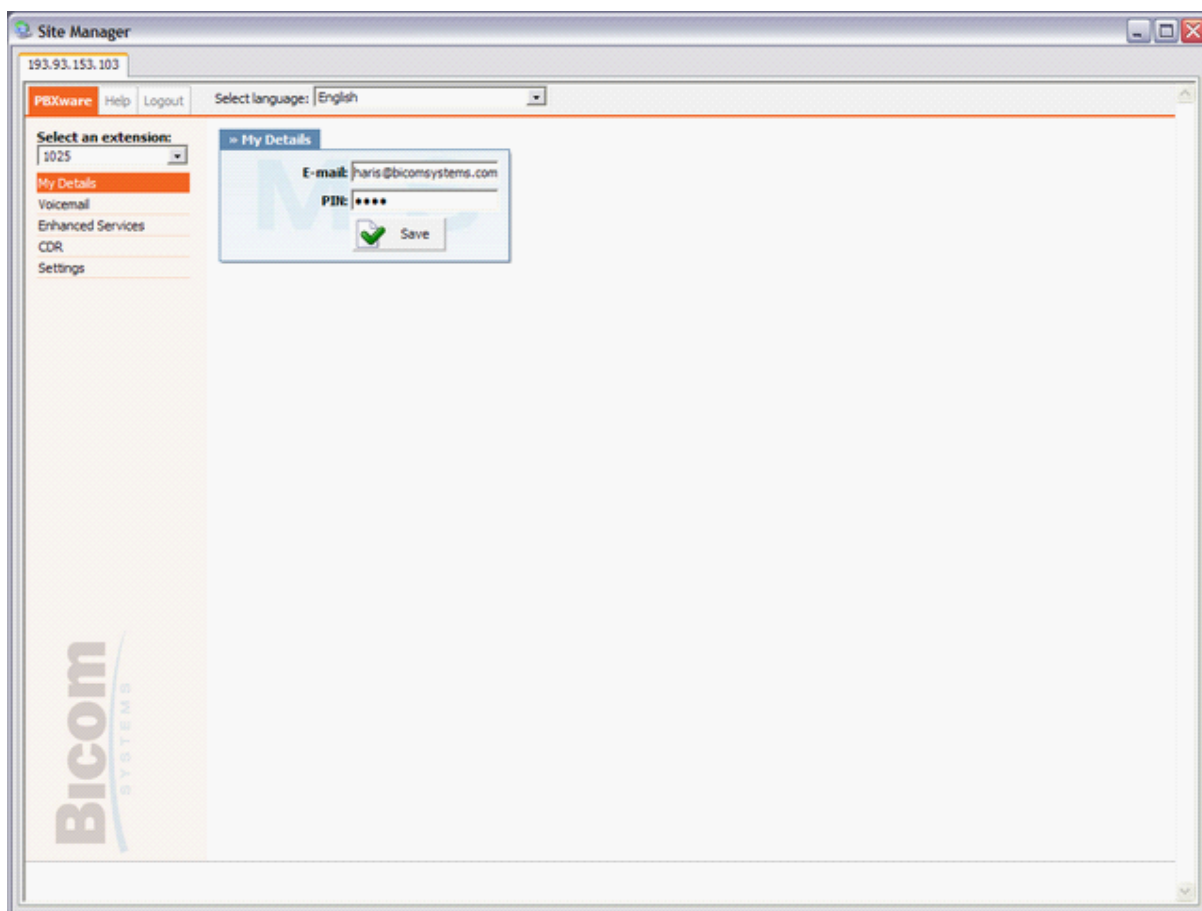 Site Manager
193.93.153.103
PBXware Help Logout Select language: English
Select an extension:
1025
My Details
Voicemail
Enhanced Services
CDR
Settings
» My Details
E-mail: haris@bicomsystems.com
PIN: ••••
Save
Bicom
SYSTEMS